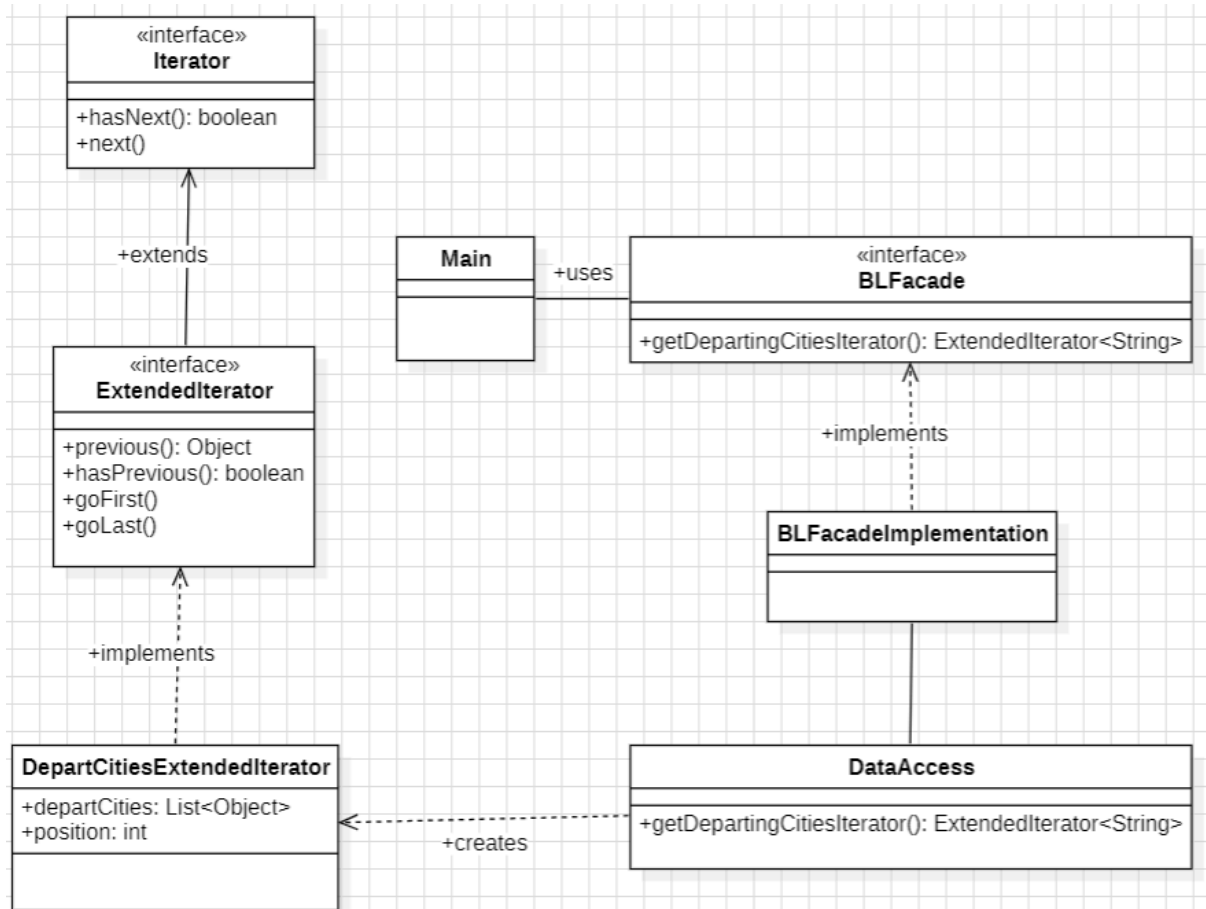 «interface»
Iterator
+hasNext(): boolean
+next()
+extends
«interface»
ExtendedIterator
+previous(): Object
+hasPrevious(): boolean
+goFirst()
+goLast()
+implements
DepartCitiesExtendedIterator
+departCities: List<Object>
+position: int
Main
+uses
«interface»
BLFacade
+getDepartingCitiesIterator(): ExtendedIterator<String>
+implements
BLFacadeImplementation
DataAccess
+getDepartingCitiesIterator(): ExtendedIterator<String>
+creates